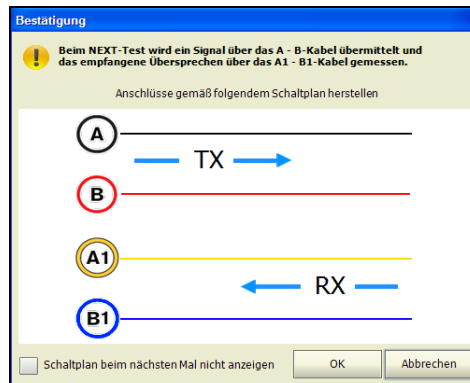 Bestätigung
Beim NEXT-Test wird ein Signal über das A - B-Kabel übermittelt und
das empfangene Übersprechen über das A1 - B1-Kabel gemessen.
Anschlüsse gemäß folgendem Schaltplan herstellen
A
TX
B
A1
RX
B1
Schaltplan beim nächsten Mal nicht anzeigen
OK
Abbrechen